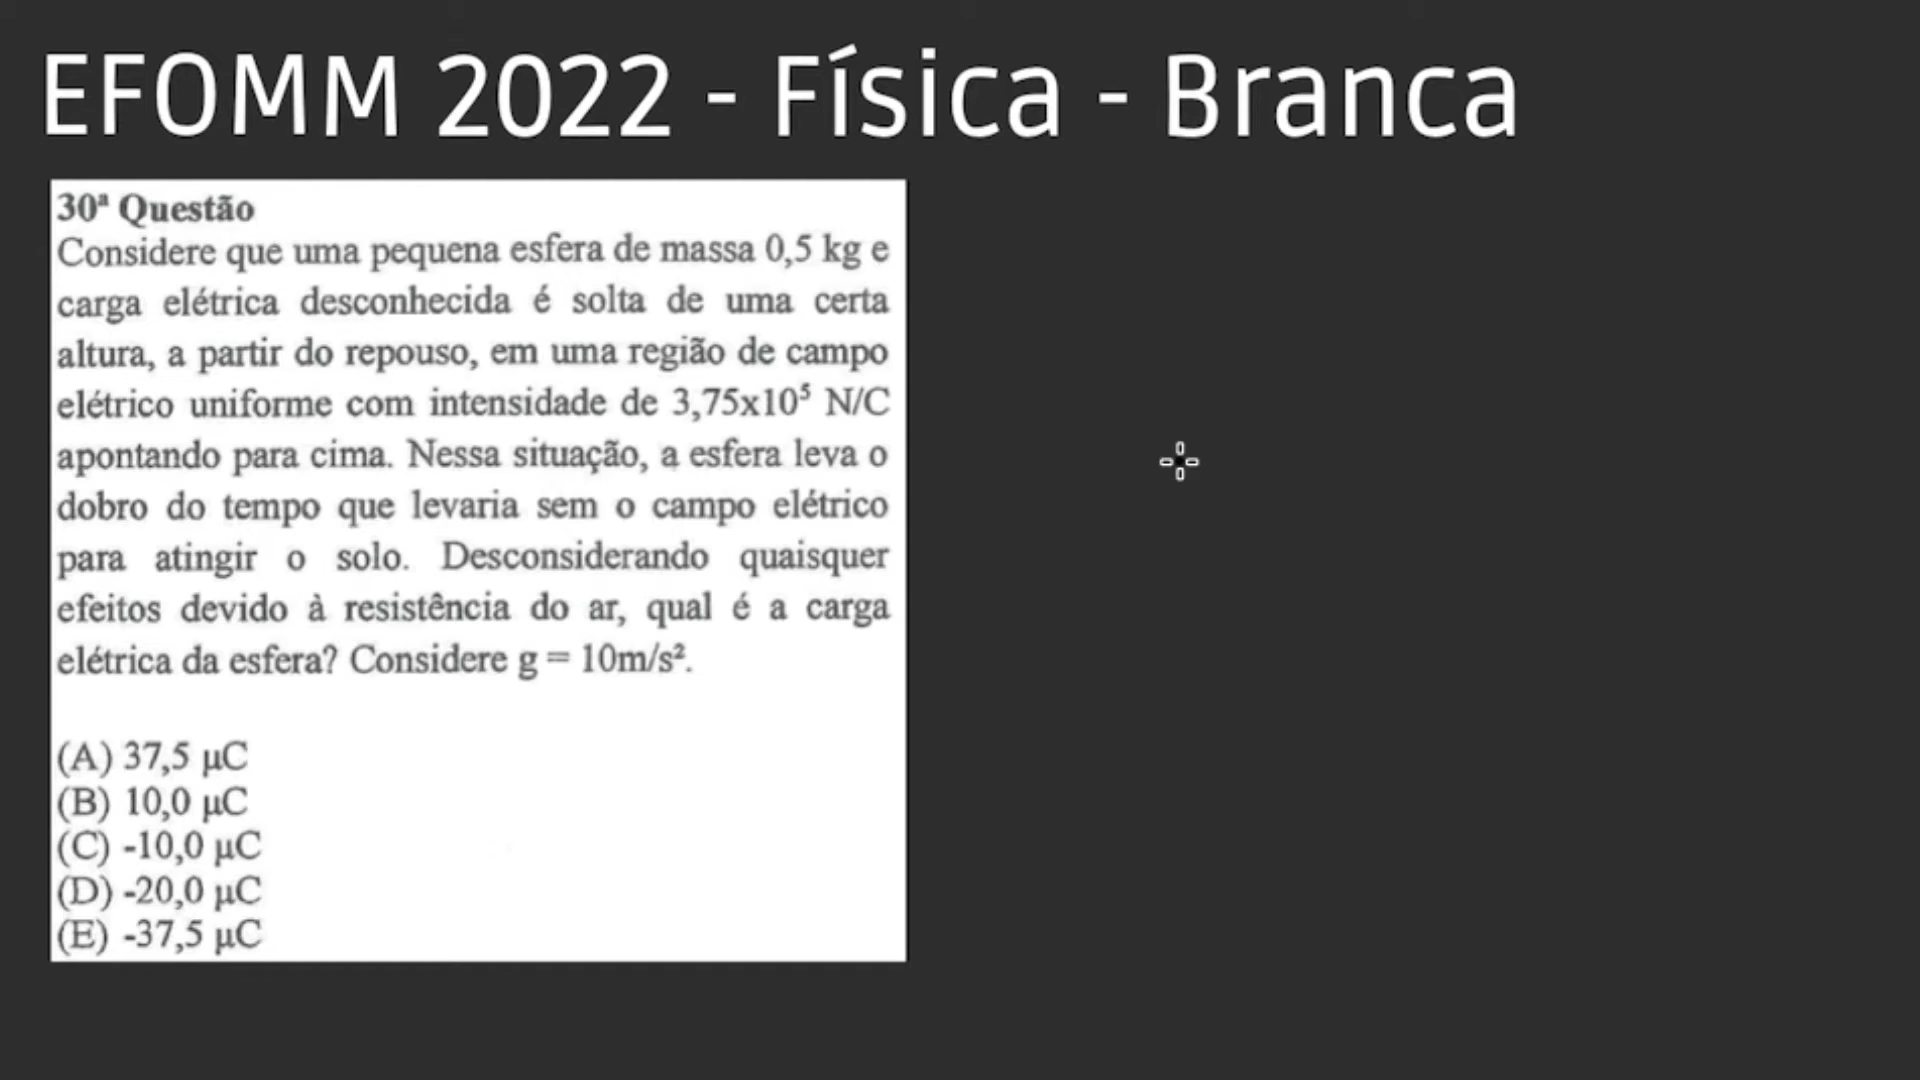 EFOMM 2022 - Física - Branca
30ª Questão
Considere que uma pequena esfera de massa 0,5 kg e
carga elétrica desconhecida é solta de uma certa
altura, a partir do repouso, em uma região de campo
elétrico uniforme com intensidade de 3,75x10⁵ N/C
apontando para cima. Nessa situação, a esfera leva o
dobro do tempo que levaria sem o campo elétrico
para atingir o solo. Desconsiderando quaisquer
efeitos devido à resistência do ar, qual é a carga
elétrica da esfera? Considere g = 10m/s².
(A) 37,5 µC
(B) 10,0 µC
(C) -10,0 µC
(D) -20,0 µC
(E) -37,5 µC